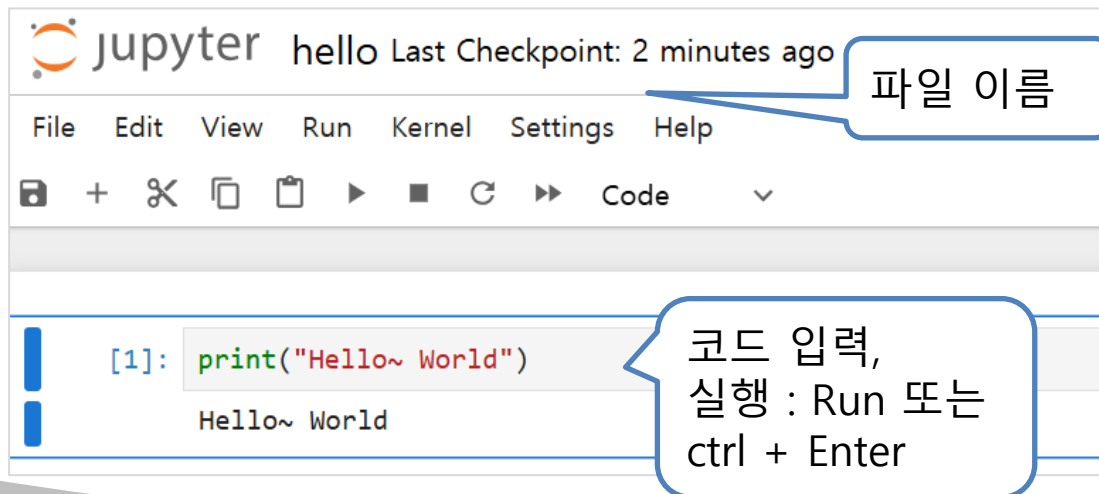 jupyter hello Last Checkpoint: 2 minutes ago
파일 이름
File Edit View Run Kernel Settings Help
Code
[1]: print("Hello~ World")
Hello~ World
코드 입력,
실행 : Run 또는
ctrl + Enter